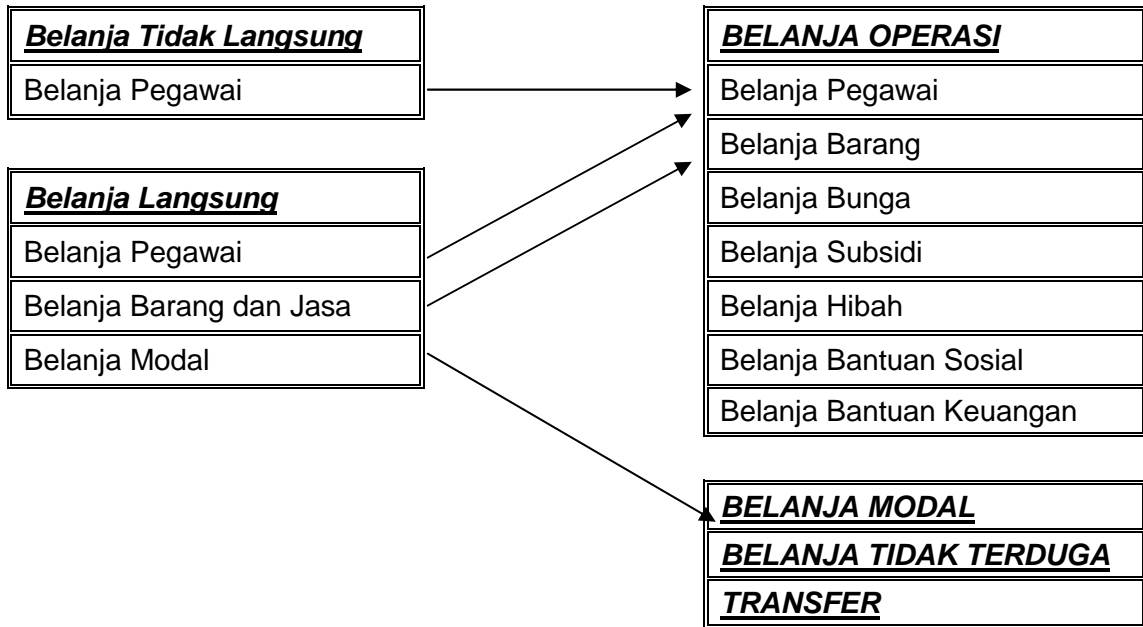 Belanja Tidak Langsung
Belanja Pegawai
Belanja Langsung
Belanja Pegawai
Belanja Barang dan Jasa
Belanja Modal
BELANJA OPERASI
Belanja Pegawai
Belanja Barang
Belanja Bunga
Belanja Subsidi
Belanja Hibah
Belanja Bantuan Sosial
Belanja Bantuan Keuangan
BELANJA MODAL
BELANJA TIDAK TERDUGA
TRANSFER